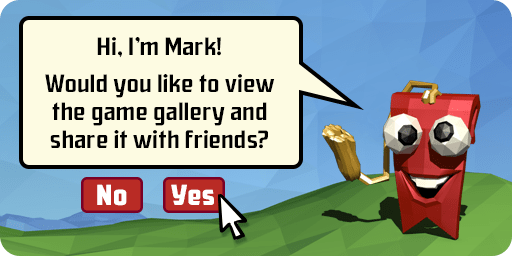 Hi, I'm Mark!
Would you like to view
the game gallery and
share it with friends?
No
Yes